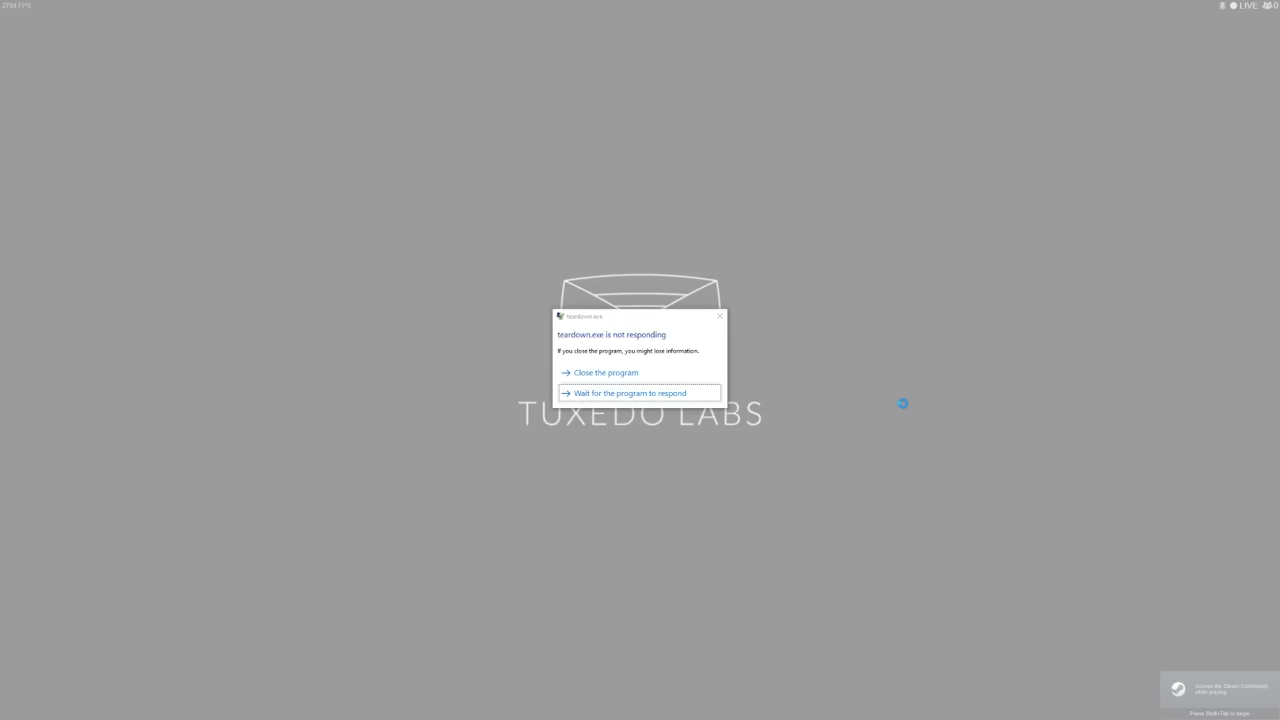 LIVE 0
teardown.exe
teardown.exe is not responding
If you close the program, you might lose information.
Close the program
Wait for the program to respond
TUXEDO LABS
Access the Steam Community
while playing.
Press Shift+Tab to begin